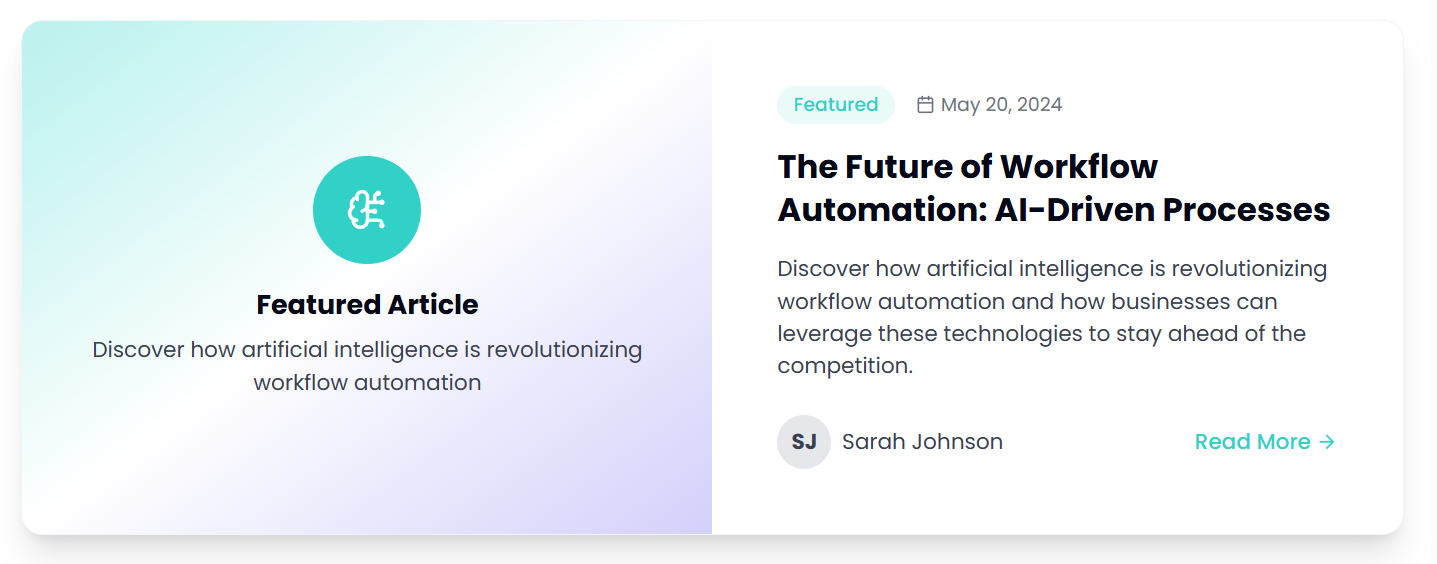 Featured Article
Discover how artificial intelligence is revolutionizing
workflow automation
Featured
May 20, 2024
The Future of Workflow
Automation: AI-Driven Processes
Discover how artificial intelligence is revolutionizing
workflow automation and how businesses can
leverage these technologies to stay ahead of the
competition.
SJ
Sarah Johnson
Read More →